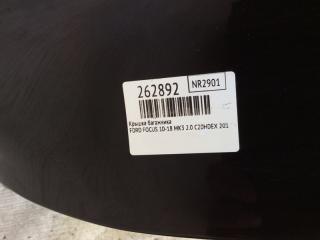 262892 NR2901
Крышка багажника
FORD FOCUS 10-18 MK3 2.0 C20HDEX 201